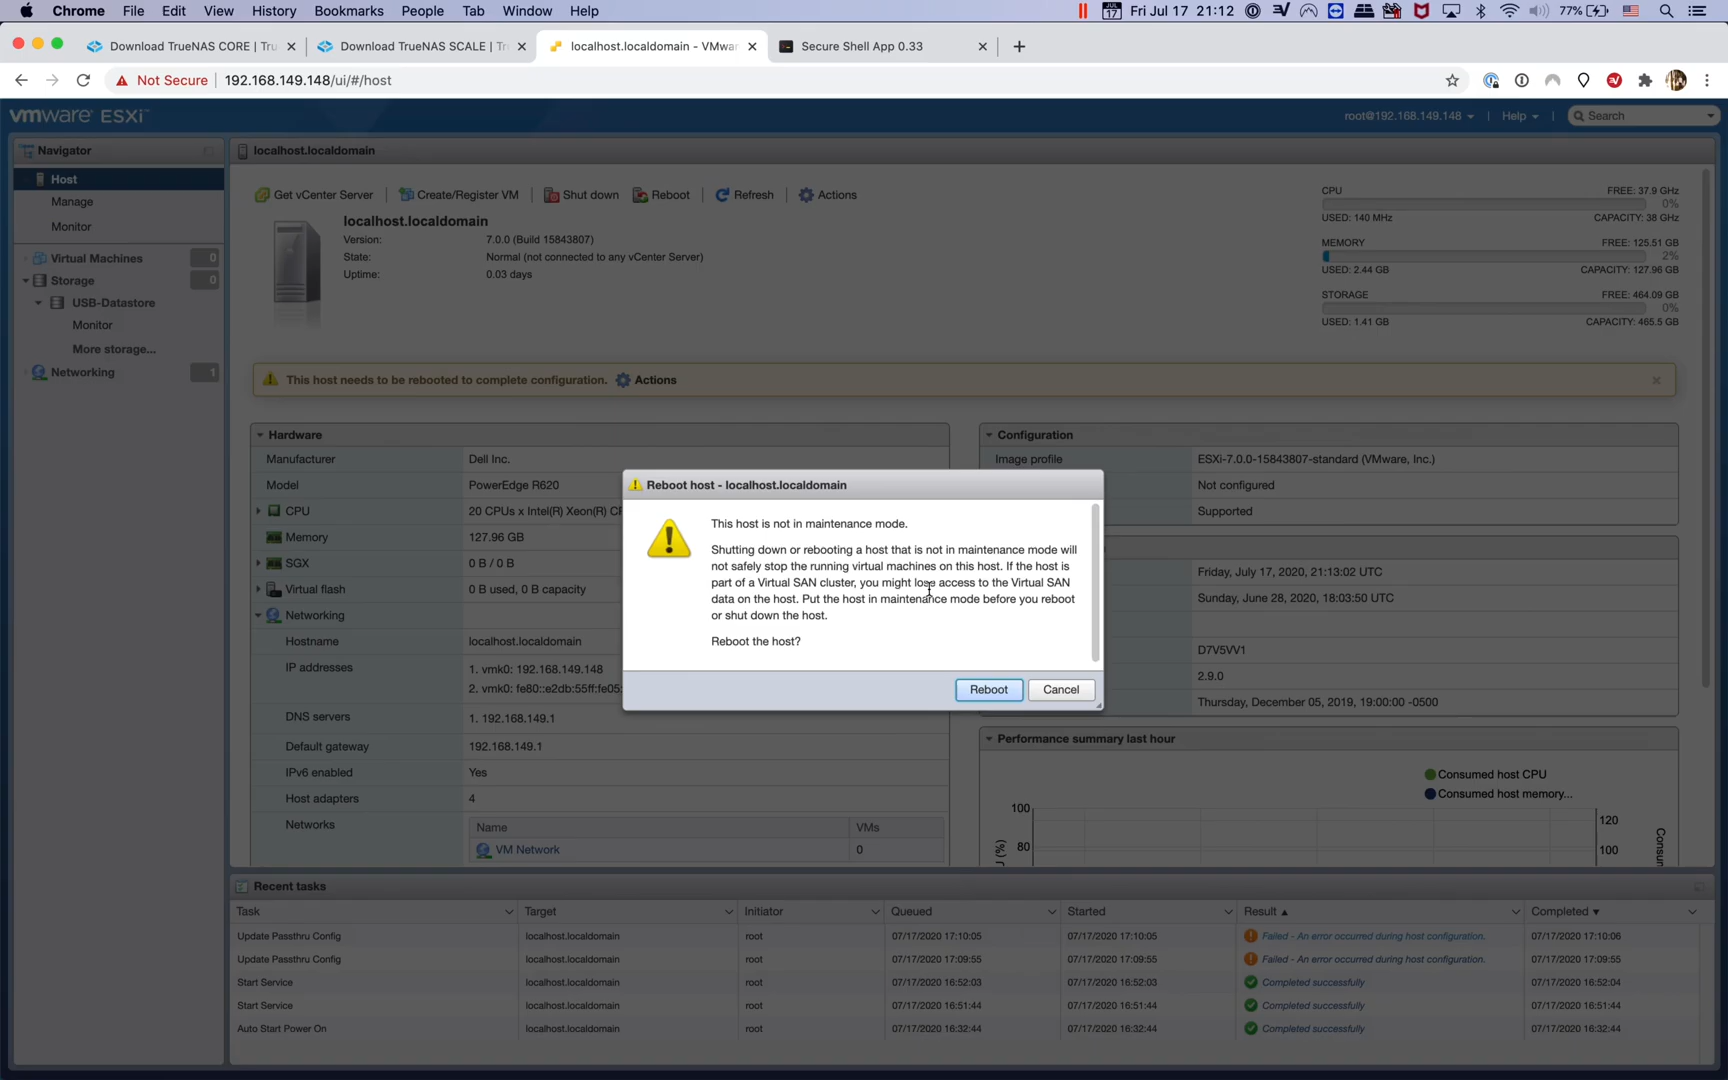 Chrome File Edit View History Bookmarks People Tab Window Help
JUL 17 Fri Jul 17 21:12 77%
Download TrueNAS CORE | Tru
Download TrueNAS SCALE | Tr
localhost.localdomain - VMwar
Secure Shell App 0.33
Not Secure 192.168.149.148/ui/#/host
vmware ESXi™
root@192.168.149.148 | Help | Search
Navigator
Host
Manage
Monitor
Virtual Machines 0
Storage 0
USB-Datastore
Monitor
More storage...
Networking 1
localhost.localdomain
Get vCenter Server | Create/Register VM | Shut down Reboot | Refresh | Actions
localhost.localdomain
Version: 7.0.0 (Build 15843807)
State: Normal (not connected to any vCenter Server)
Uptime: 0.03 days
CPU FREE: 37.9 GHz
0%
USED: 140 MHz CAPACITY: 38 GHz
MEMORY FREE: 125.51 GB
2%
USED: 2.44 GB CAPACITY: 127.96 GB
STORAGE FREE: 464.09 GB
0%
USED: 1.41 GB CAPACITY: 465.5 GB
This host needs to be rebooted to complete configuration. Actions
Hardware
Manufacturer Dell Inc.
Model PowerEdge R620
CPU 20 CPUs x Intel(R) Xeon(R) CF
Memory 127.96 GB
SGX 0 B / 0 B
Virtual flash 0 B used, 0 B capacity
Networking
Hostname localhost.localdomain
IP addresses 1. vmk0: 192.168.149.148
2. vmk0: fe80::e2db:55ff:fe05:
DNS servers 1. 192.168.149.1
Default gateway 192.168.149.1
IPv6 enabled Yes
Host adapters 4
Networks Name VMs
VM Network 0
Configuration
Image profile ESXi-7.0.0-15843807-standard (VMware, Inc.)
Not configured
Supported
Friday, July 17, 2020, 21:13:02 UTC
Sunday, June 28, 2020, 18:03:50 UTC
D7V5VV1
2.9.0
Thursday, December 05, 2019, 19:00:00 -0500
Performance summary last hour
Consumed host CPU
Consumed host memory...
100 120
80 100
Consum
Reboot host - localhost.localdomain
This host is not in maintenance mode.
Shutting down or rebooting a host that is not in maintenance mode will
not safely stop the running virtual machines on this host. If the host is
part of a Virtual SAN cluster, you might lose access to the Virtual SAN
data on the host. Put the host in maintenance mode before you reboot
or shut down the host.
Reboot the host?
Reboot Cancel
Recent tasks
Task Target Initiator Queued Started Result ▲ Completed ▼
Update Passthru Config localhost.localdomain root 07/17/2020 17:10:05 07/17/2020 17:10:05 Failed - An error occurred during host configuration. 07/17/2020 17:10:06
Update Passthru Config localhost.localdomain root 07/17/2020 17:09:55 07/17/2020 17:09:55 Failed - An error occurred during host configuration. 07/17/2020 17:09:55
Start Service localhost.localdomain root 07/17/2020 16:52:03 07/17/2020 16:52:03 Completed successfully 07/17/2020 16:52:04
Start Service localhost.localdomain root 07/17/2020 16:51:44 07/17/2020 16:51:44 Completed successfully 07/17/2020 16:51:44
Auto Start Power On localhost.localdomain root 07/17/2020 16:32:44 07/17/2020 16:32:44 Completed successfully 07/17/2020 16:32:44